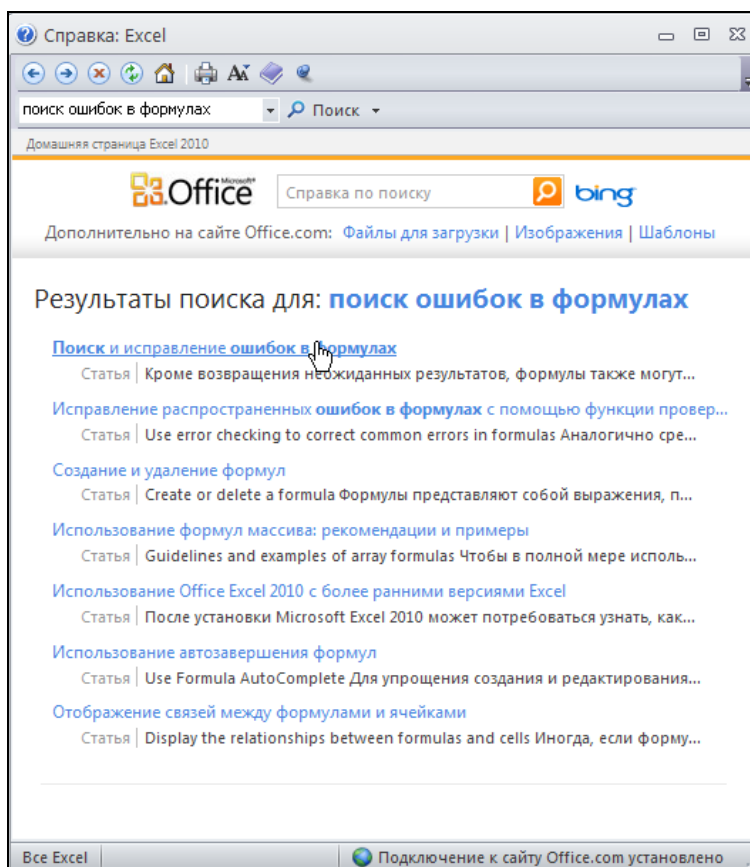 Справка: Excel
поиск ошибок в формулах Поиск
Домашняя страница Excel 2010
Microsoft® Office Справка по поиску bing
Дополнительно на сайте Office.com: Файлы для загрузки | Изображения | Шаблоны
Результаты поиска для: поиск ошибок в формулах
Поиск и исправление ошибок в формулах
Статья | Кроме возвращения неожиданных результатов, формулы также могут...
Исправление распространенных ошибок в формулах с помощью функции провер...
Статья | Use error checking to correct common errors in formulas Аналогично сре...
Создание и удаление формул
Статья | Create or delete a formula Формулы представляют собой выражения, п...
Использование формул массива: рекомендации и примеры
Статья | Guidelines and examples of array formulas Чтобы в полной мере исполь...
Использование Office Excel 2010 с более ранними версиями Excel
Статья | После установки Microsoft Excel 2010 может потребоваться узнать, как...
Использование автозавершения формул
Статья | Use Formula AutoComplete Для упрощения создания и редактирования...
Отображение связей между формулами и ячейками
Статья | Display the relationships between formulas and cells Иногда, если форму...
Все Excel Подключение к сайту Office.com установлено